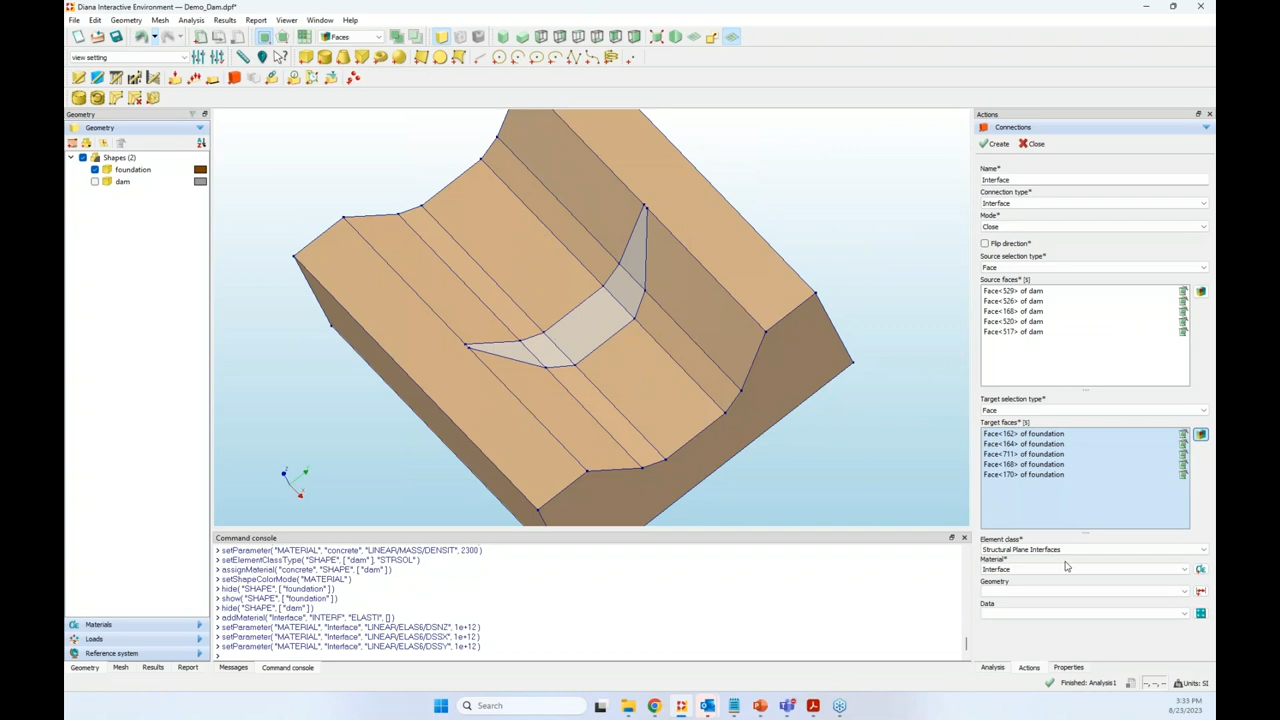 Diana Interactive Environment — Demo_Dam.dpf*
File Edit Geometry Mesh Analysis Results Report Viewer Window Help
Faces
view setting
Geometry
Geometry
Shapes (2)
foundation
dam
Materials
Loads
Reference system
Geometry Mesh Results Report
Command console
> setParameter( "MATERIAL", "concrete", "LINEAR/MASS/DENSIT", 2300 )
> setElementClassType( "SHAPE", [ "dam" ], "STRSOL" )
> assignMaterial( "concrete", "SHAPE", [ "dam" ] )
> setShapeColorMode( "MATERIAL" )
> hide( "SHAPE", [ "foundation" ] )
> show( "SHAPE", [ "foundation" ] )
> hide( "SHAPE", [ "dam" ] )
> addMaterial( "Interface", "INTERF", "ELASTI", [] )
> setParameter( "MATERIAL", "Interface", "LINEAR/ELAS6/DSNZ", 1e+12 )
> setParameter( "MATERIAL", "Interface", "LINEAR/ELAS6/DSSX", 1e+12 )
> setParameter( "MATERIAL", "Interface", "LINEAR/ELAS6/DSSY", 1e+12 )
>
Messages Command console
Actions
Connections
Create Close
Name*
Interface
Connection type*
Interface
Mode*
Close
Flip direction*
Source selection type*
Face
Source faces* [5]
Face<529> of dam
Face<526> of dam
Face<168> of dam
Face<520> of dam
Face<517> of dam
Target selection type*
Face
Target faces* [5]
Face<162> of foundation
Face<164> of foundation
Face<711> of foundation
Face<168> of foundation
Face<170> of foundation
Element class*
Structural Plane Interfaces
Material*
Interface
Geometry
Data
Analysis Actions Properties
Finished: Analysis1 --, --, -- Units: SI
Search
3:33 PM
8/23/2023